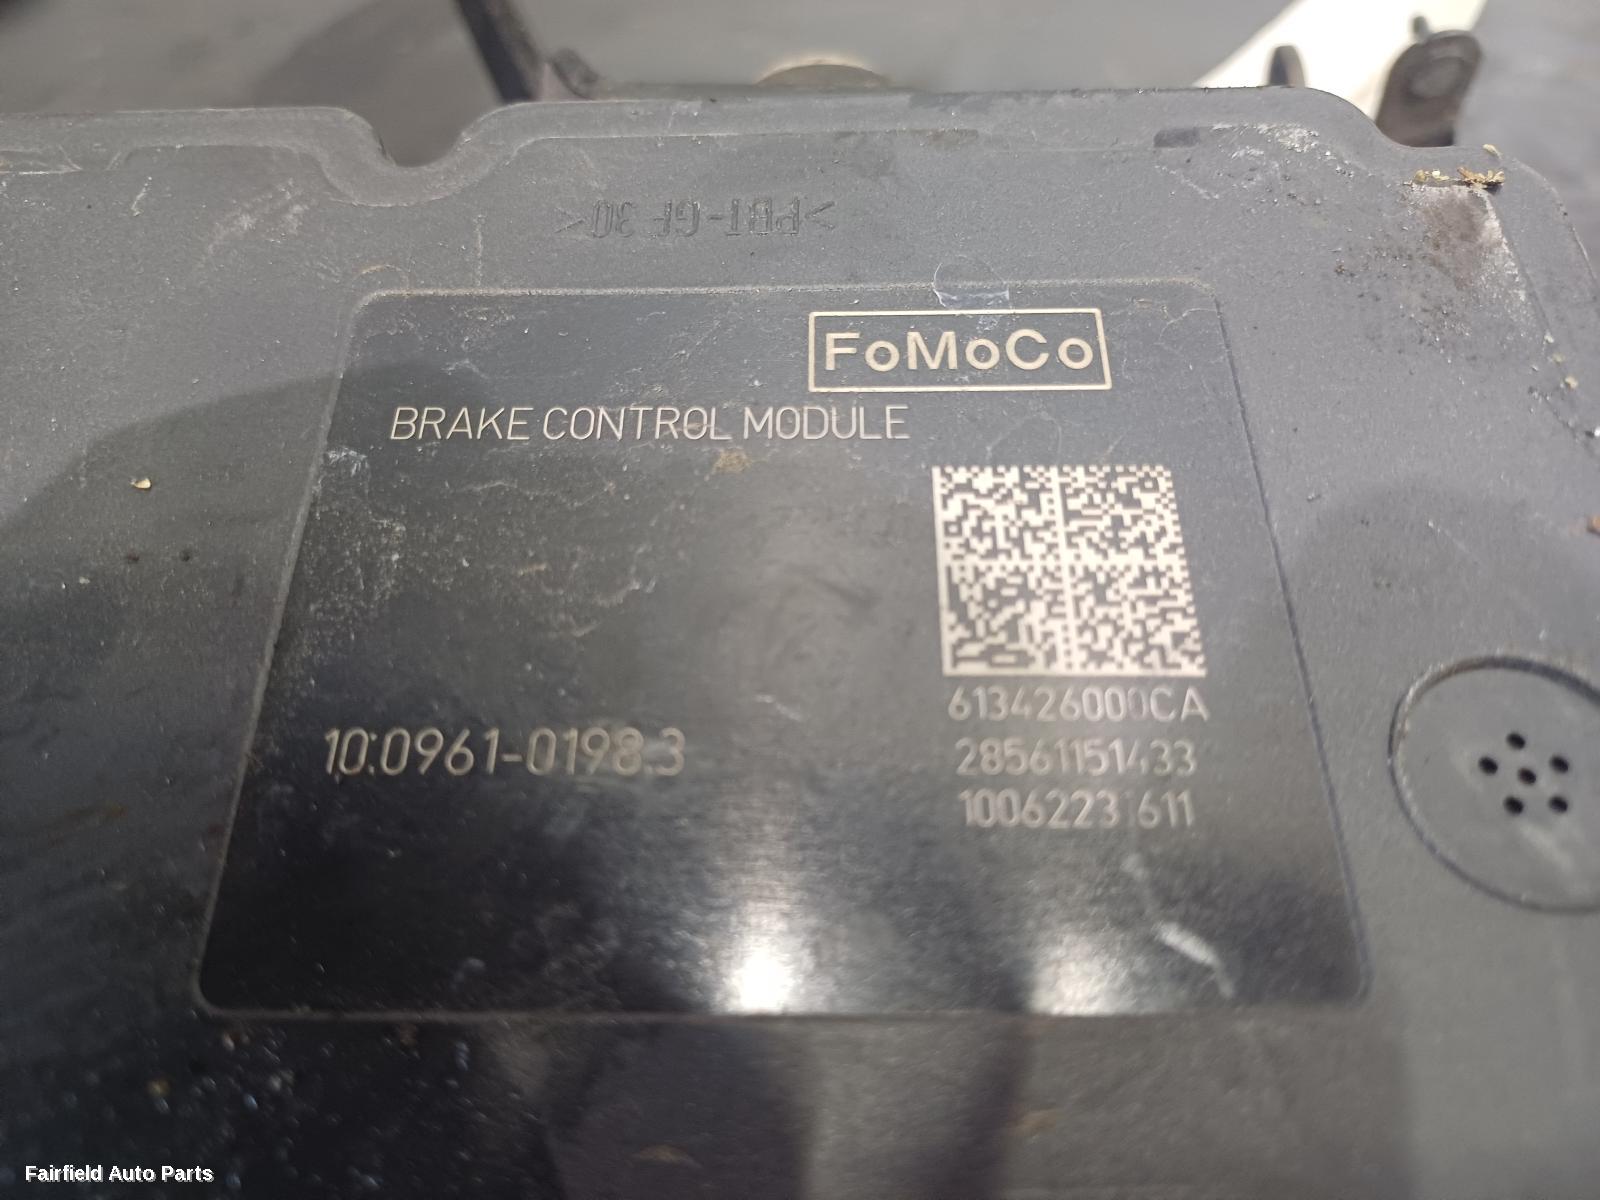 >PBT-GF 30<
FoMoCo
BRAKE CONTROL MODULE
613426000CA
10.0961-0198.3
28561151433
10062231611
Fairfield Auto Parts